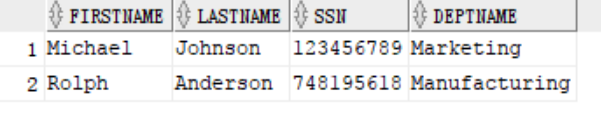 FIRSTNAME LASTNAME SSN DEPTNAME
1 Michael Johnson 123456789 Marketing
2 Rolph Anderson 748195618 Manufacturing